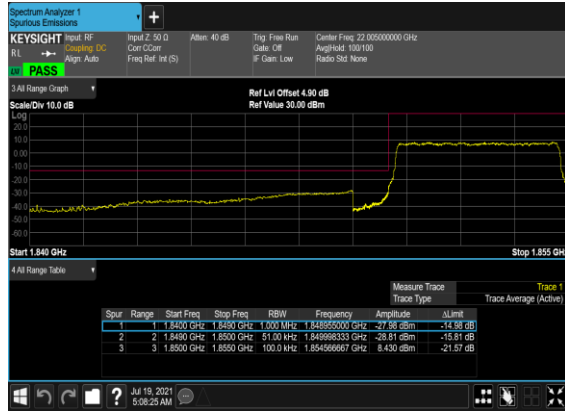 Spectrum Analyzer 1
Spurious Emissions
KEYSIGHT Input: RF Input Z: 50 Ω Atten: 40 dB Trig: Free Run Center Freq: 22.005000000 GHz
RL Coupling: DC Corr CCorr Gate: Off Avg|Hold: 100/100
Align: Auto Freq Ref: Int (S) IF Gain: Low Radio Std: None
LV PASS
3 All Range Graph
Ref Lvl Offset 4.90 dB
Scale/Div 10.0 dB Ref Value 30.00 dBm
Log
20.0
10.0
0.00
-10.0
-20.0
-30.0
-40.0
-50.0
-60.0
Start 1.840 GHz Stop 1.855 GH
4 All Range Table
Measure Trace Trace 1
Trace Type Trace Average (Active)
Spur Range Start Freq Stop Freq RBW Frequency Amplitude ΔLimit
1 1 1.8400 GHz 1.8490 GHz 1.000 MHz 1.848955000 GHz -27.98 dBm -14.98 dB
2 2 1.8490 GHz 1.8500 GHz 51.00 kHz 1.849998333 GHz -28.81 dBm -15.81 dB
3 3 1.8500 GHz 1.8550 GHz 100.0 kHz 1.854566667 GHz 8.430 dBm -21.57 dB
? Jul 19, 2021
5:08:25 AM